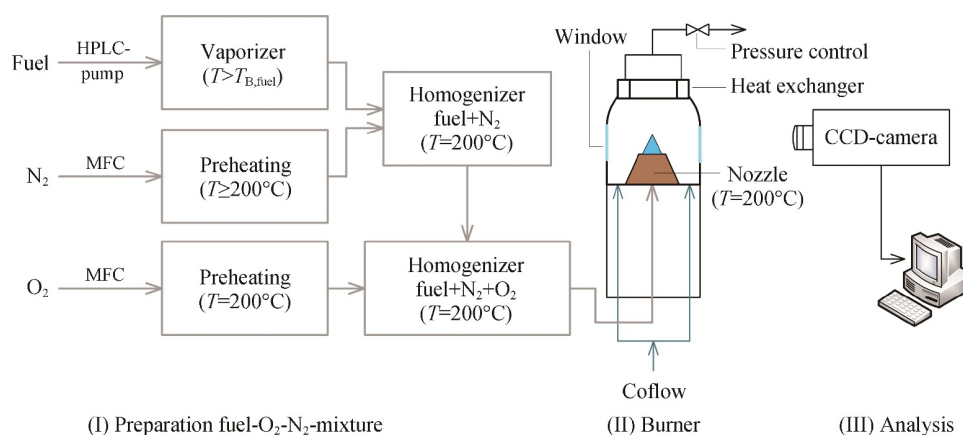 Fuel
HPLC-
pump
Vaporizer
(T>T_B,fuel)
N₂
MFC
Preheating
(T≥200°C)
Homogenizer
fuel+N₂
(T=200°C)
O₂
MFC
Preheating
(T=200°C)
Homogenizer
fuel+N₂+O₂
(T=200°C)
Window
Pressure control
Heat exchanger
Nozzle
(T=200°C)
Coflow
CCD-camera
(I) Preparation fuel-O₂-N₂-mixture
(II) Burner
(III) Analysis